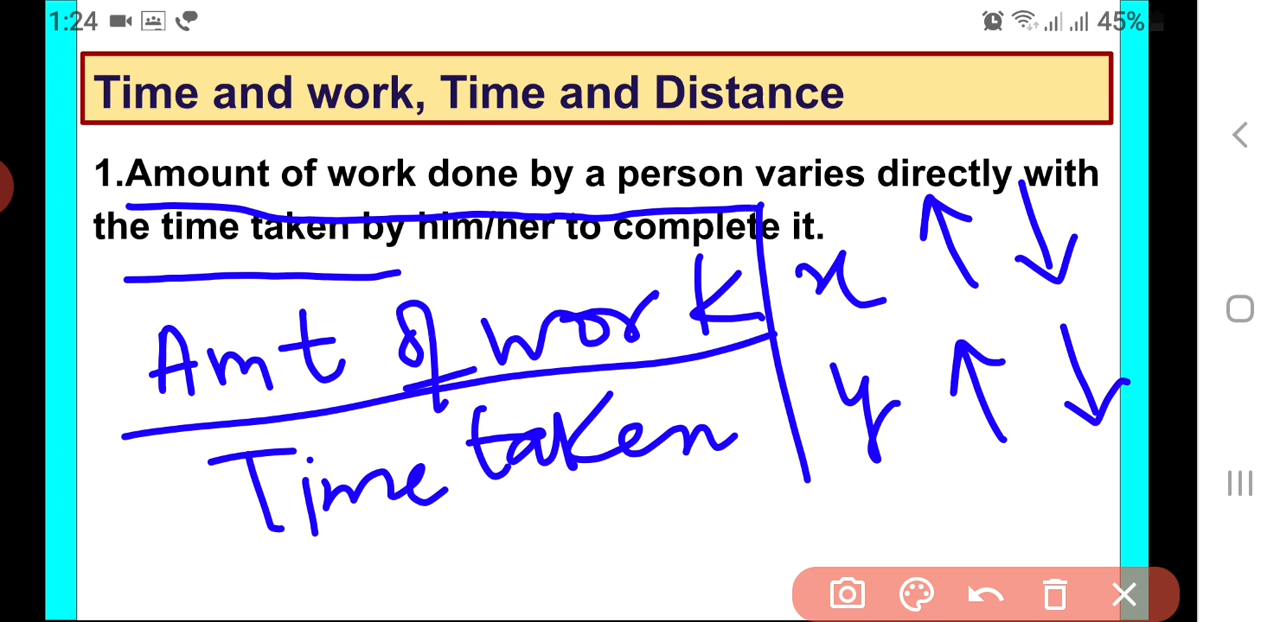 1:24 45%
Time and work, Time and Distance
1.Amount of work done by a person varies directly with
the time taken by him/her to complete it.
Amt of work x
Time taken y